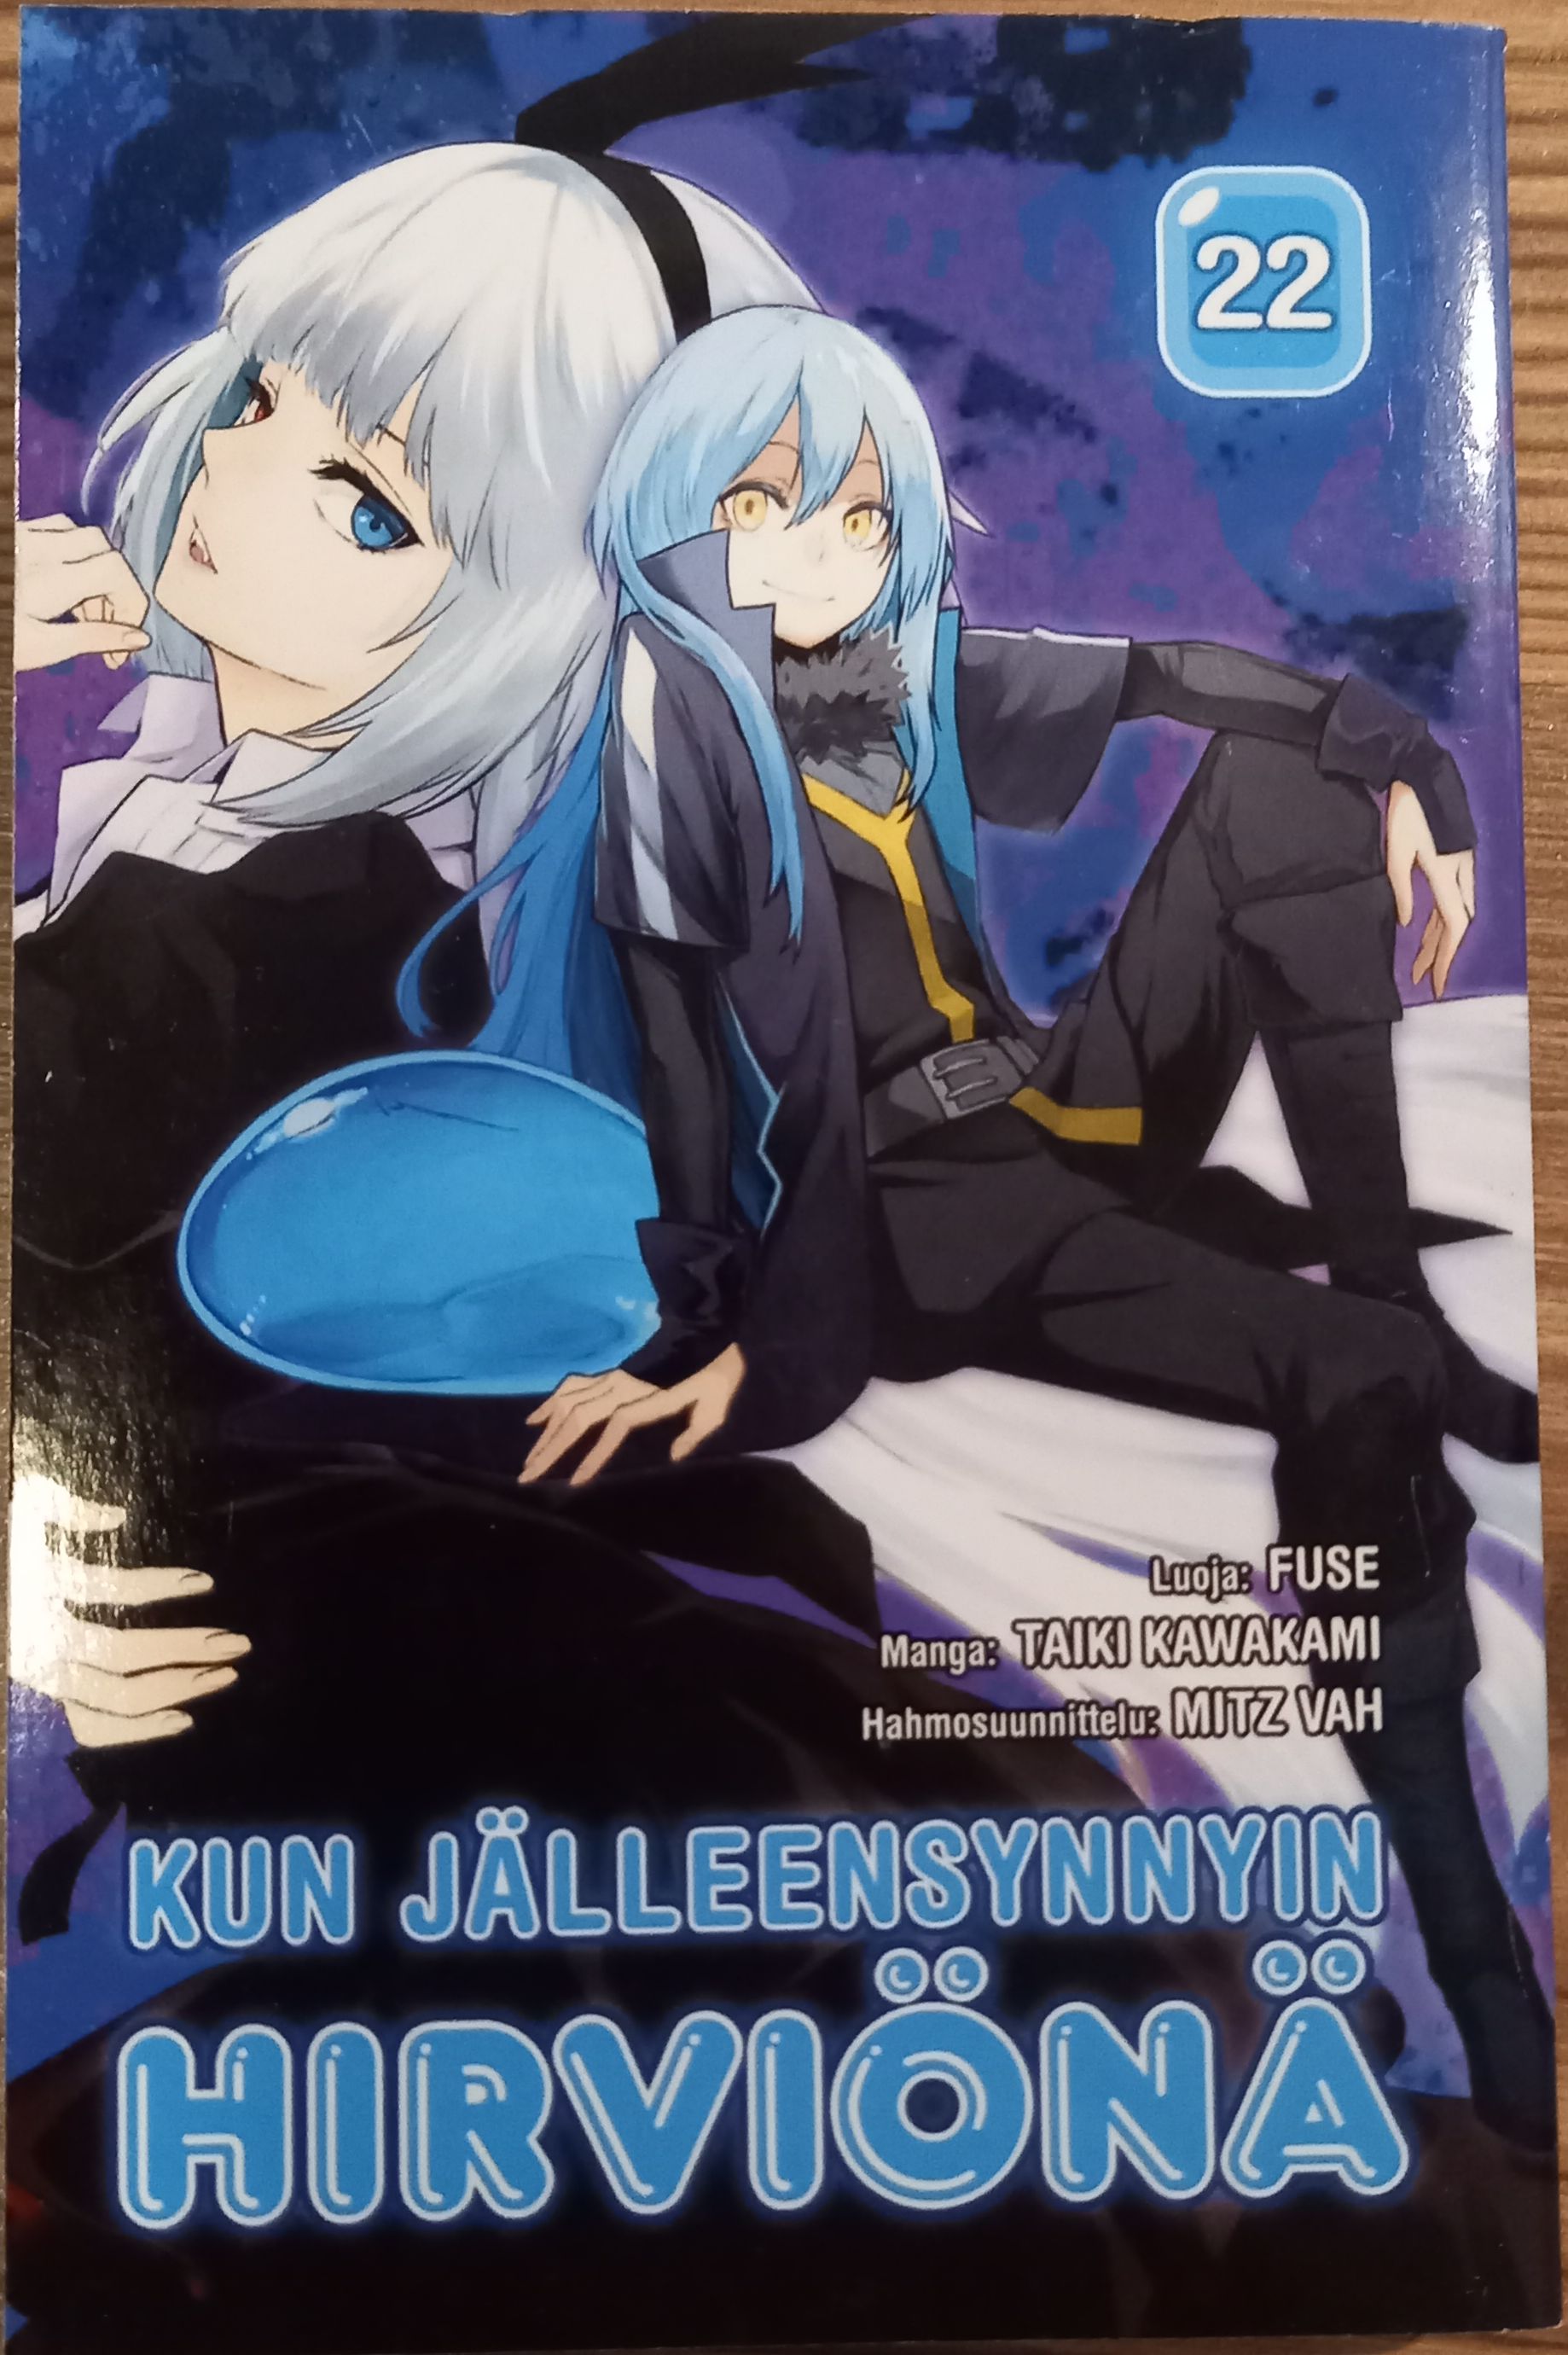 22
Luoja: FUSE
Manga: TAIKI KAWAKAMI
Hahmosuunnittelu: MITZ VAH
KUN JÄLLEENSYNNYIN
HIRVIÖNÄ